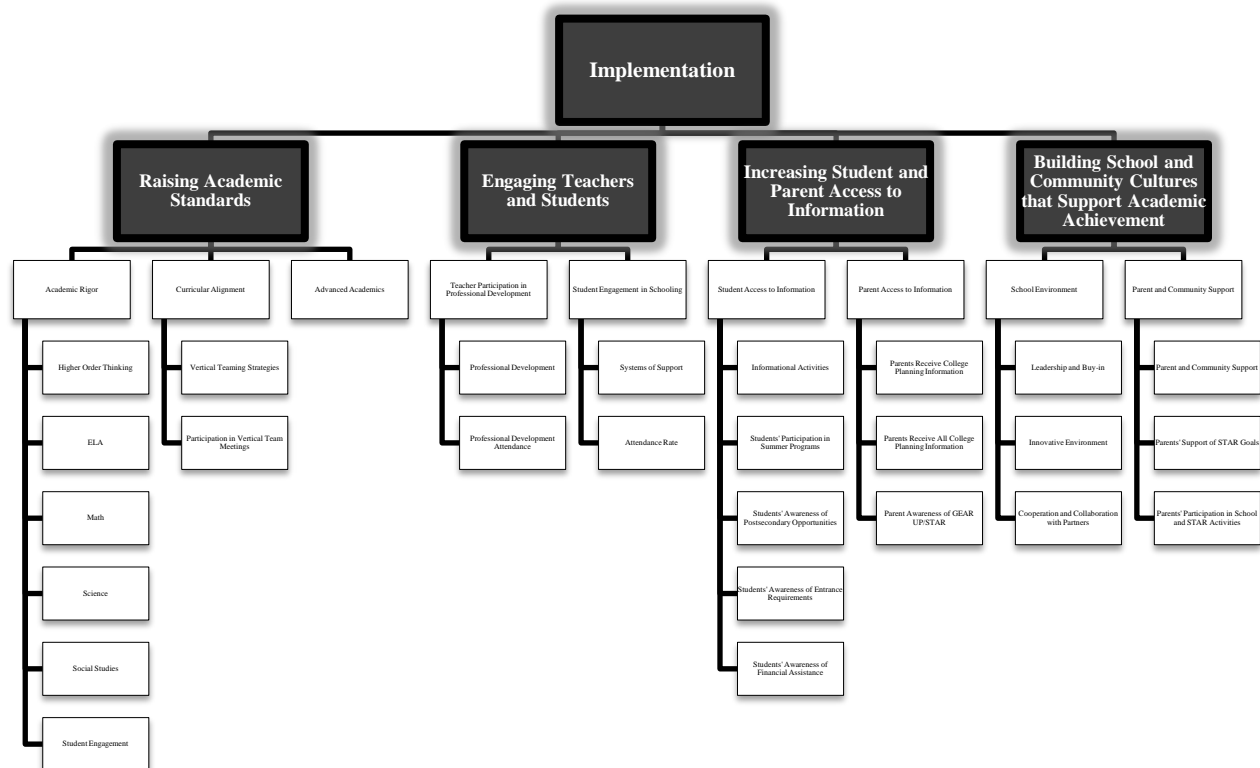 Implementation
Raising Academic
Standards
Engaging Teachers
and Students
Increasing Student and
Parent Access to
Information
Building School and
Community Cultures
that Support Academic
Achievement
Academic Rigor
Curricular Alignment
Advanced Academics
Teacher Participation in
Professional Development
Student Engagement in Schooling
Student Access to Information
Parent Access to Information
School Environment
Parent and Community Support
Higher Order Thinking
ELA
Math
Science
Social Studies
Student Engagement
Vertical Teaming Strategies
Participation in Vertical Team
Meetings
Professional Development
Professional Development
Attendance
Systems of Support
Attendance Rate
Informational Activities
Students' Participation in
Summer Programs
Students' Awareness of
Postsecondary Opportunities
Students' Awareness of Entrance
Requirements
Students' Awareness of
Financial Assistance
Parents Receive College
Planning Information
Parents Receive All College
Planning Information
Parent Awareness of GEAR
UP/STAR
Leadership and Buy-in
Innovative Environment
Cooperation and Collaboration
with Partners
Parent and Community Support
Parents' Support of STAR Goals
Parents' Participation in School
and STAR Activities